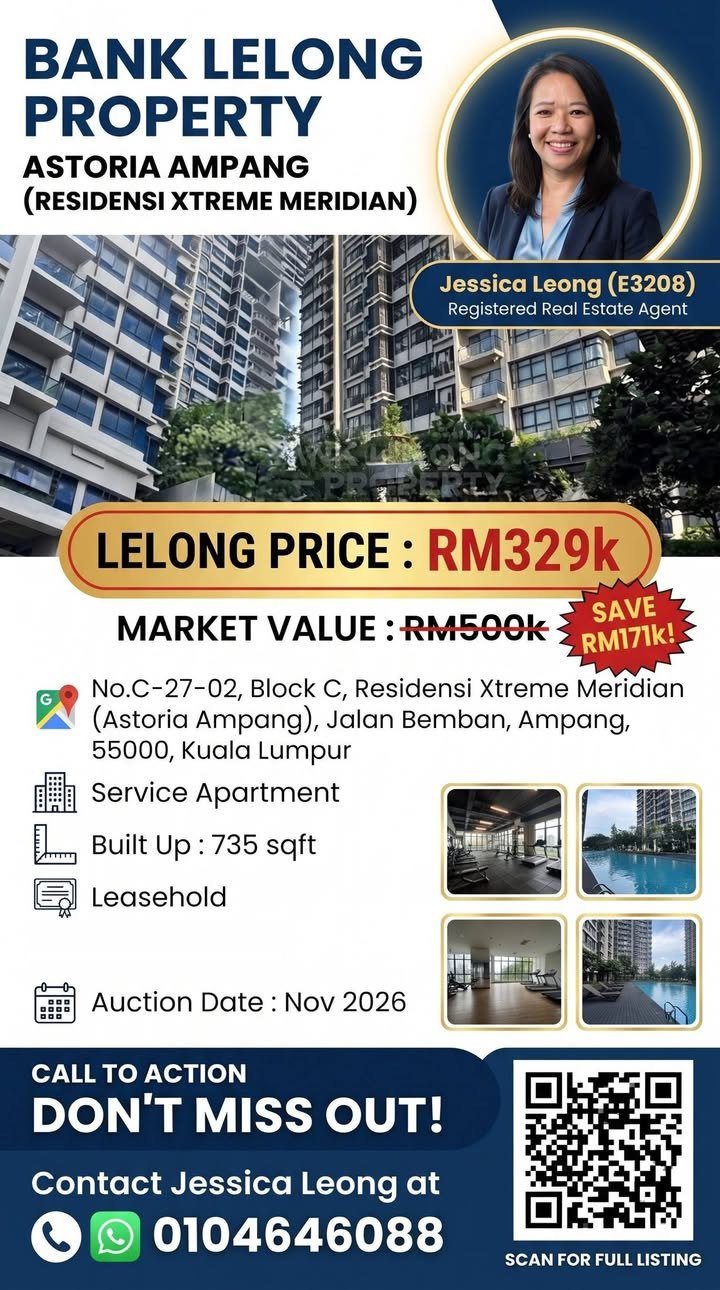 BANK LELONG
PROPERTY
ASTORIA AMPANG
(RESIDENSI XTREME MERIDIAN)
Jessica Leong (E3208)
Registered Real Estate Agent
BANK LELONG
PROPERTY
LELONG PRICE : RM329k
MARKET VALUE : RM500k
SAVE
RM171k!
G
No.C-27-02, Block C, Residensi Xtreme Meridian
(Astoria Ampang), Jalan Bemban, Ampang,
55000, Kuala Lumpur
Service Apartment
Built Up : 735 sqft
Leasehold
Auction Date : Nov 2026
CALL TO ACTION
DON'T MISS OUT!
Contact Jessica Leong at
0104646088
SCAN FOR FULL LISTING